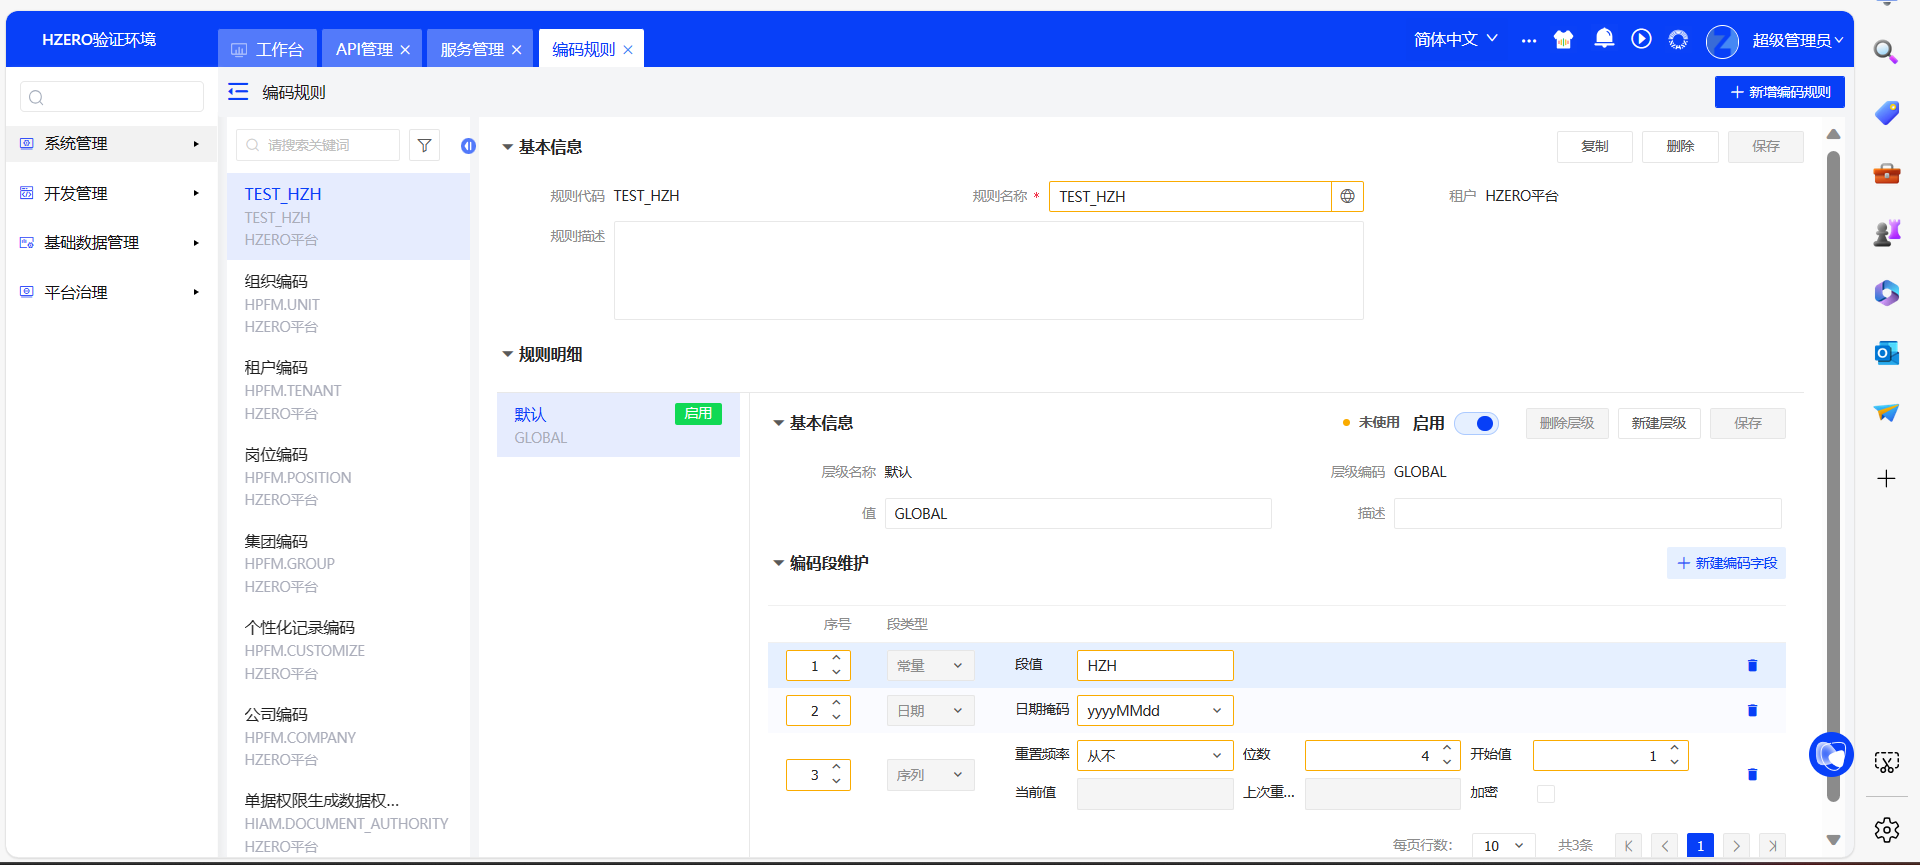 HZERO验证环境
工作台
API管理
服务管理
编码规则
简体中文
超级管理员
系统管理
开发管理
基础数据管理
平台治理
编码规则
新增编码规则
请搜索关键词
TEST_HZH
TEST_HZH
HZERO平台
组织编码
HPFM.UNIT
HZERO平台
租户编码
HPFM.TENANT
HZERO平台
岗位编码
HPFM.POSITION
HZERO平台
集团编码
HPFM.GROUP
HZERO平台
个性化记录编码
HPFM.CUSTOMIZE
HZERO平台
公司编码
HPFM.COMPANY
HZERO平台
单据权限生成数据权...
HIAM.DOCUMENT_AUTHORITY
HZERO平台
基本信息
复制
删除
保存
规则代码 TEST_HZH
规则名称 * TEST_HZH
租户 HZERO平台
规则描述
规则明细
默认
启用
GLOBAL
基本信息
未使用 启用
删除层级
新建层级
保存
层级名称 默认
层级编码 GLOBAL
值 GLOBAL
描述
编码段维护
新建编码字段
序号 段类型
1 常量 段值 HZH
2 日期 日期掩码 yyyyMMdd
3 序列 重置频率 从不 位数 4 开始值 1
当前值 上次重... 加密
每页行数: 10 共3条 1